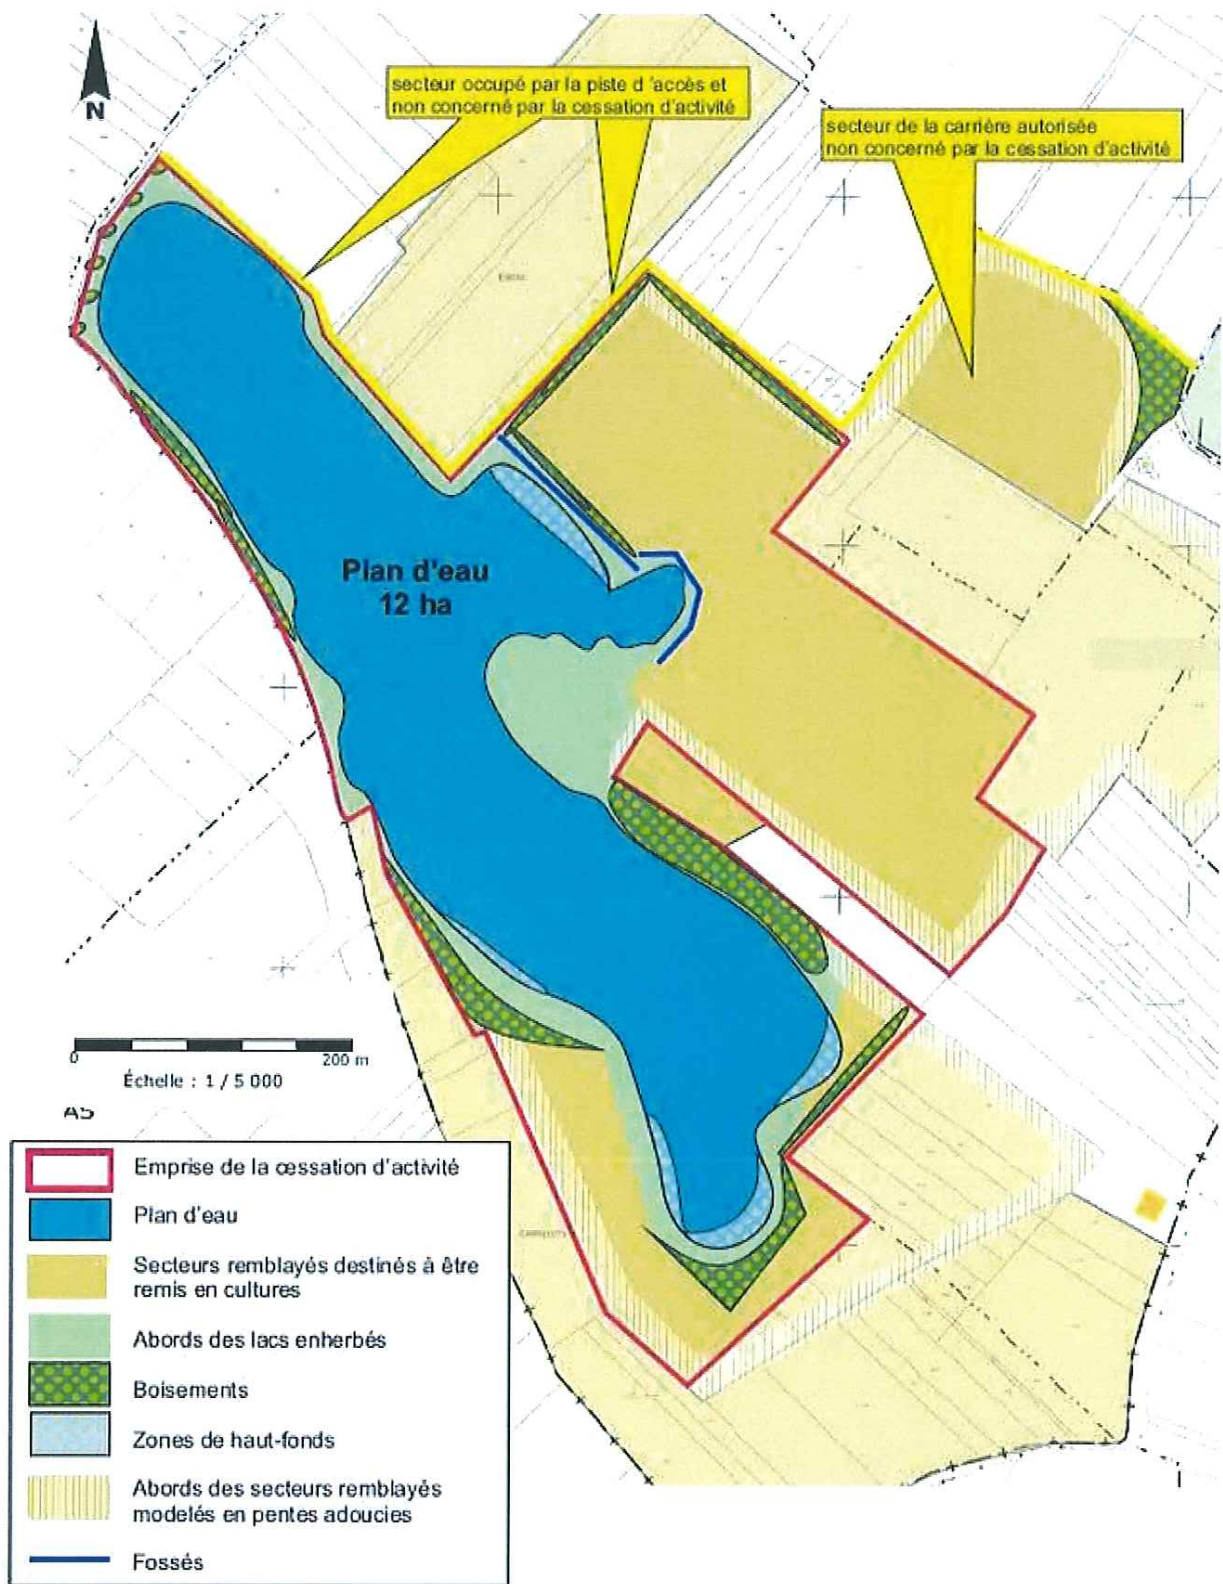 N
secteur occupé par la piste d 'accès et
non concerné par la cessation d'activité
secteur de la carrière autorisée
non concerné par la cessation d'activité
Plan d'eau
12 ha
0
200 m
Échelle : 1 / 5 000
Emprise de la cessation d'activité
Plan d'eau
Secteurs remblayés destinés à être
remis en cultures
Abords des lacs enherbés
Boisements
Zones de haut-fonds
Abords des secteurs remblayés
modelés en pentes adoucies
Fossés